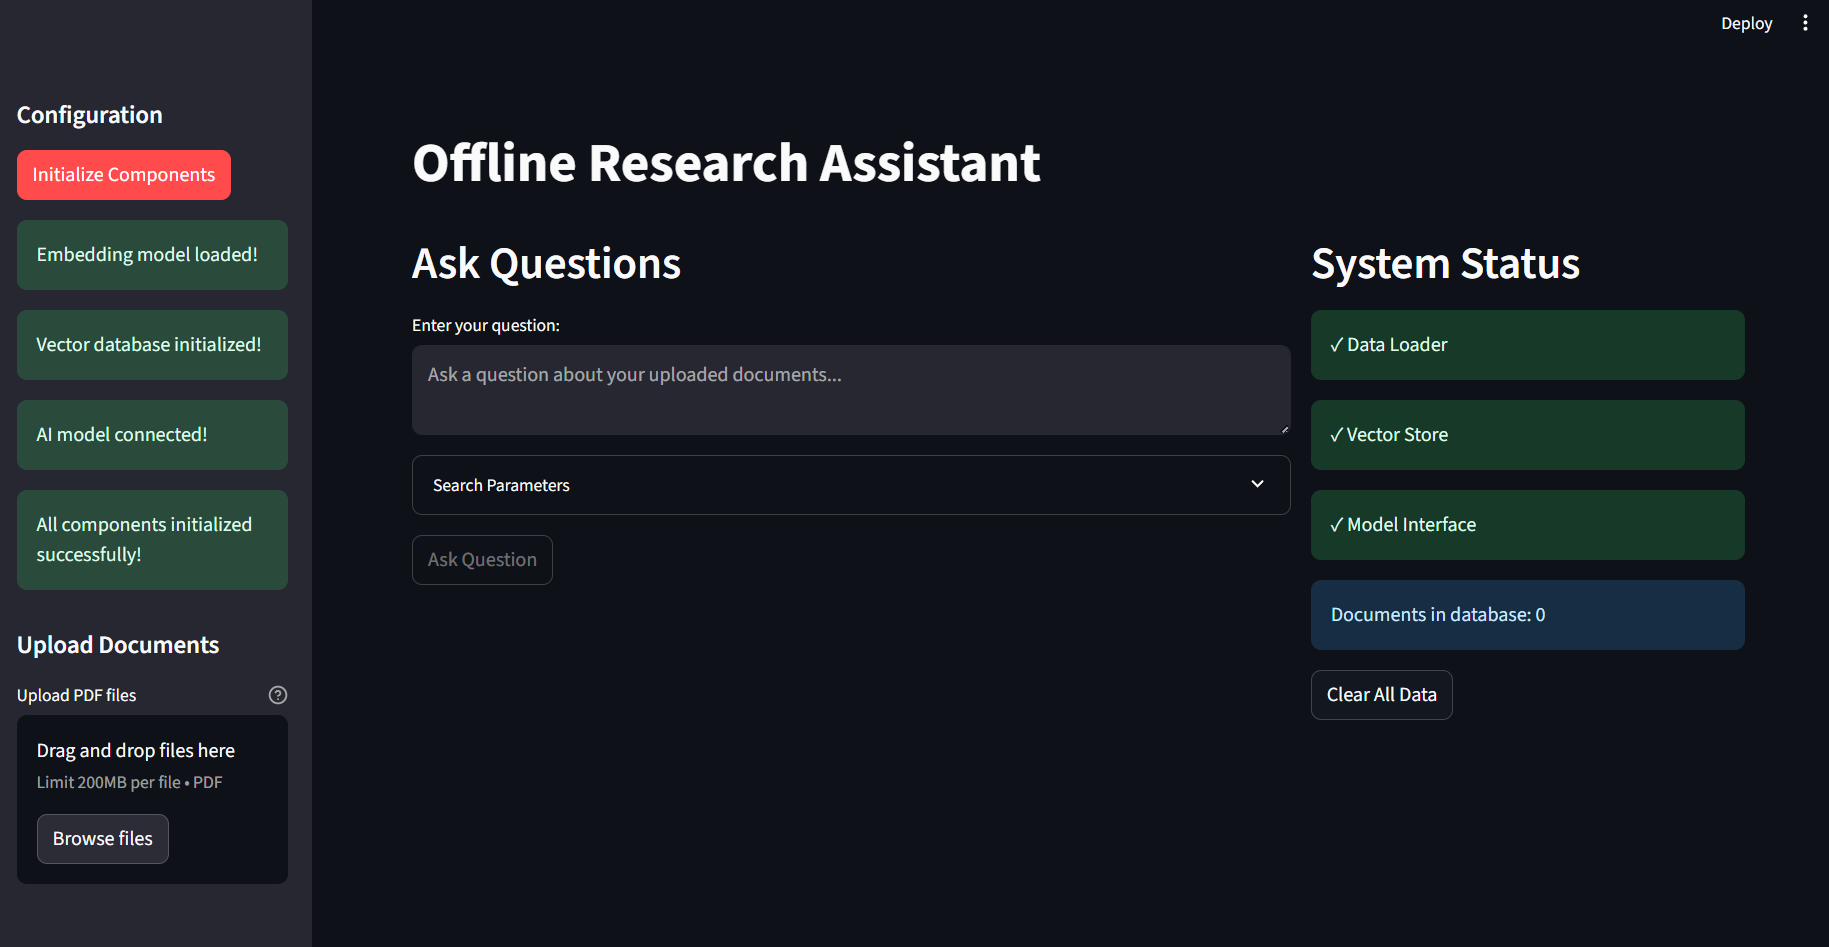 Deploy
Configuration
Initialize Components
Embedding model loaded!
Vector database initialized!
AI model connected!
All components initialized
successfully!
Upload Documents
Upload PDF files
Drag and drop files here
Limit 200MB per file • PDF
Browse files
Offline Research Assistant
Ask Questions
Enter your question:
Ask a question about your uploaded documents...
Search Parameters
Ask Question
System Status
✓ Data Loader
✓ Vector Store
✓ Model Interface
Documents in database: 0
Clear All Data